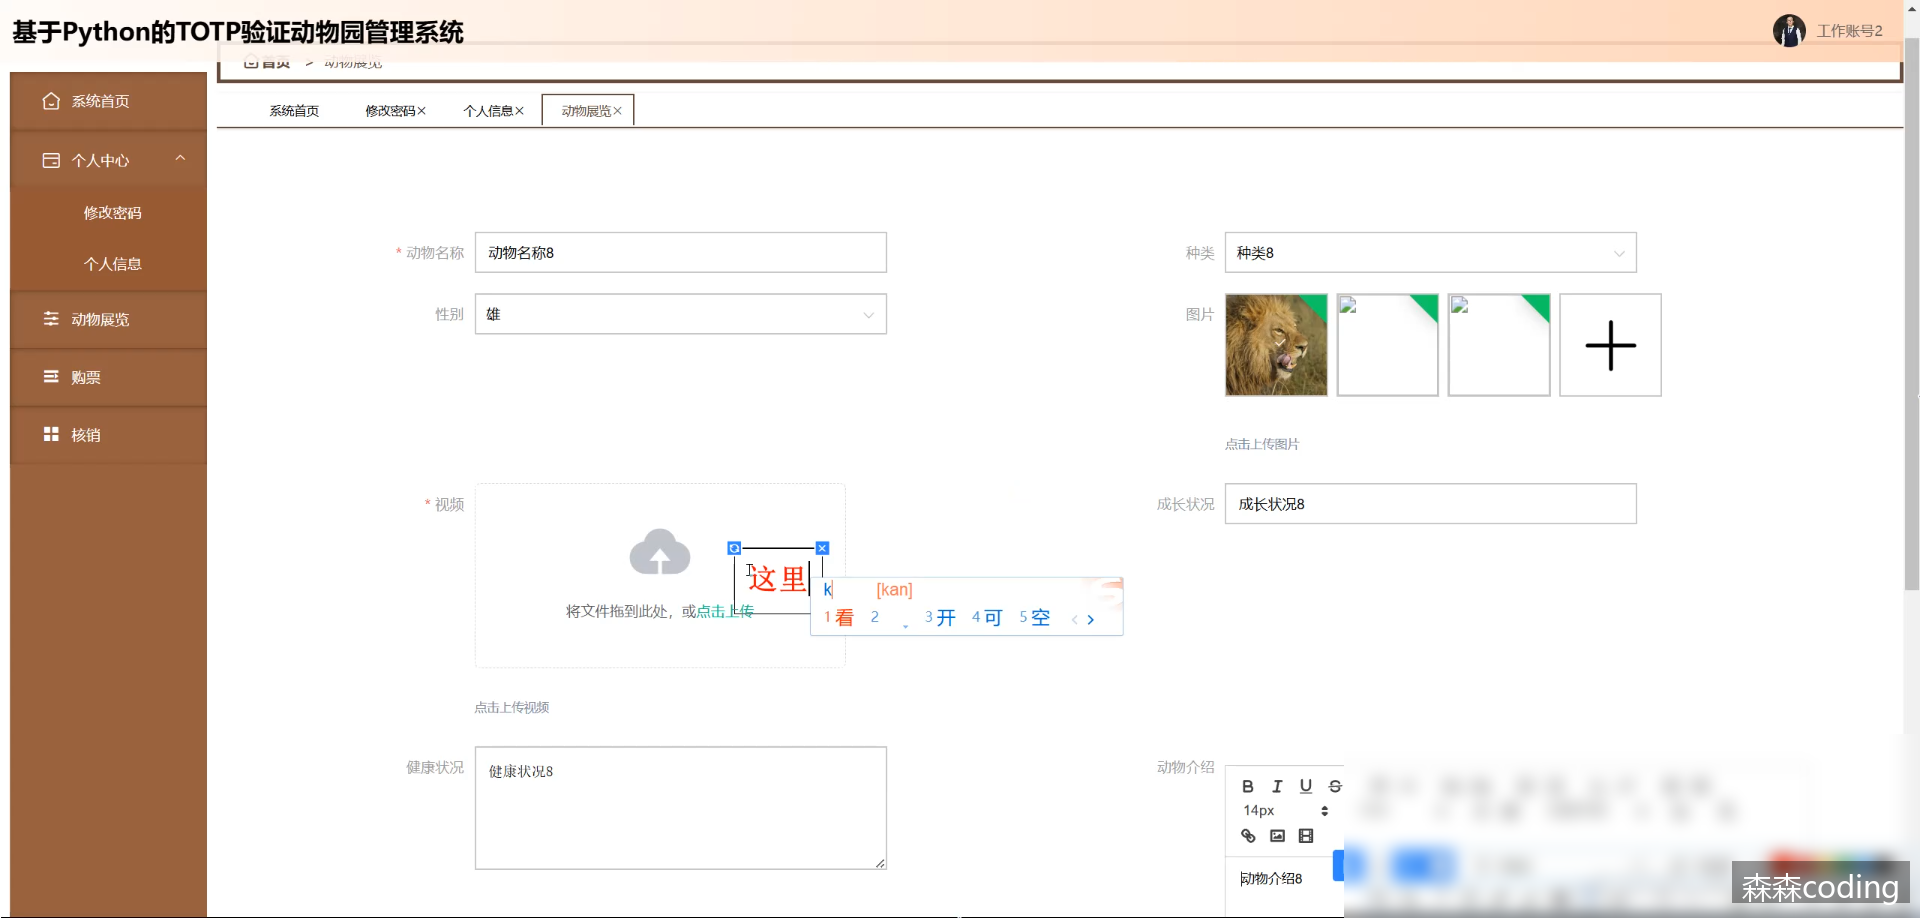 基于Python的TOTP验证动物园管理系统
工作账号2
首页 > 动物展览
系统首页
修改密码×
个人信息×
动物展览×
系统首页
个人中心
修改密码
个人信息
动物展览
购票
核销
* 动物名称
动物名称8
种类
种类8
性别
雄
图片
点击上传图片
* 视频
将文件拖到此处，或点击上传
这里
k [kan]
1看 2 3开 4可 5空
点击上传视频
成长状况
成长状况8
健康状况
健康状况8
动物介绍
B I U S
14px
动物介绍8
森森coding